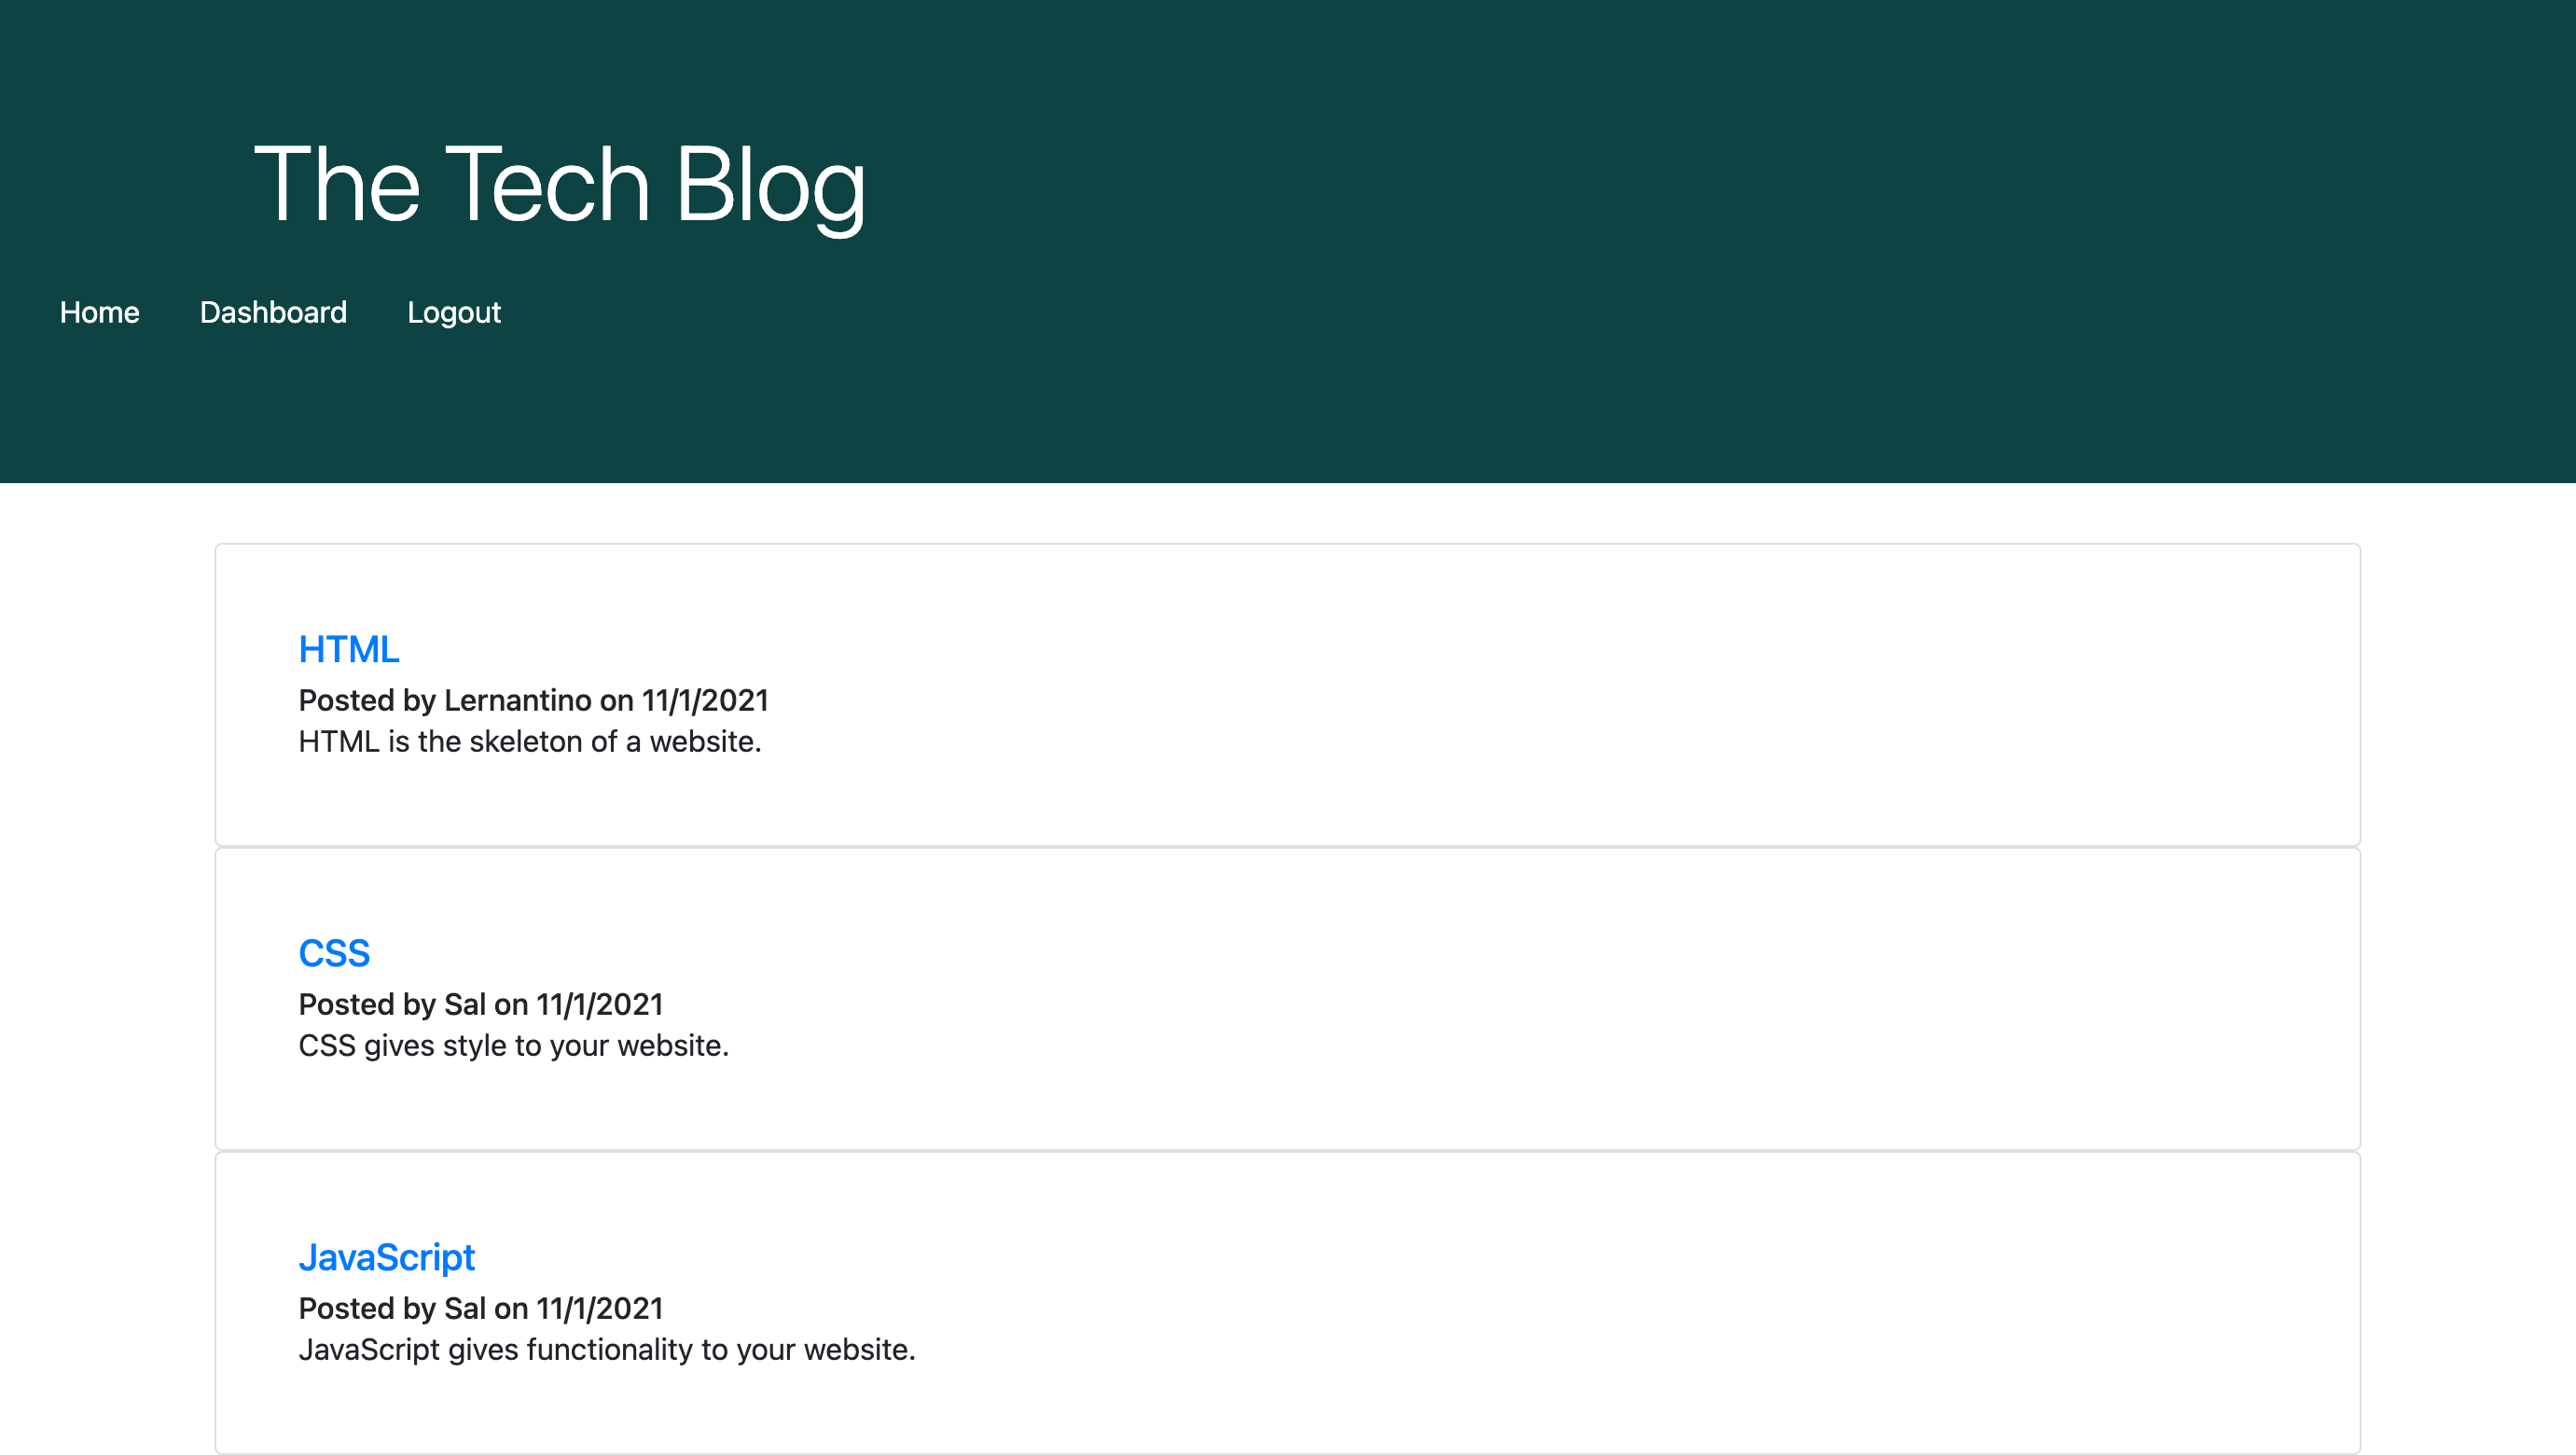 The Tech Blog
Home Dashboard Logout
HTML
Posted by Lernantino on 11/1/2021
HTML is the skeleton of a website.
CSS
Posted by Sal on 11/1/2021
CSS gives style to your website.
JavaScript
Posted by Sal on 11/1/2021
JavaScript gives functionality to your website.